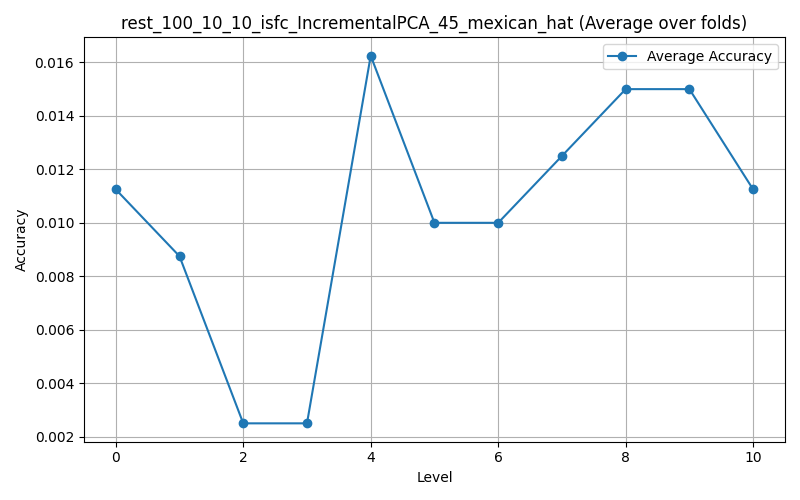 rest_100_10_10_isfc_IncrementalPCA_45_mexican_hat (Average over folds)
Average Accuracy
0.016
0.014
0.012
0.010
0.008
0.006
0.004
0.002
Accuracy
0 2 4 6 8 10
Level